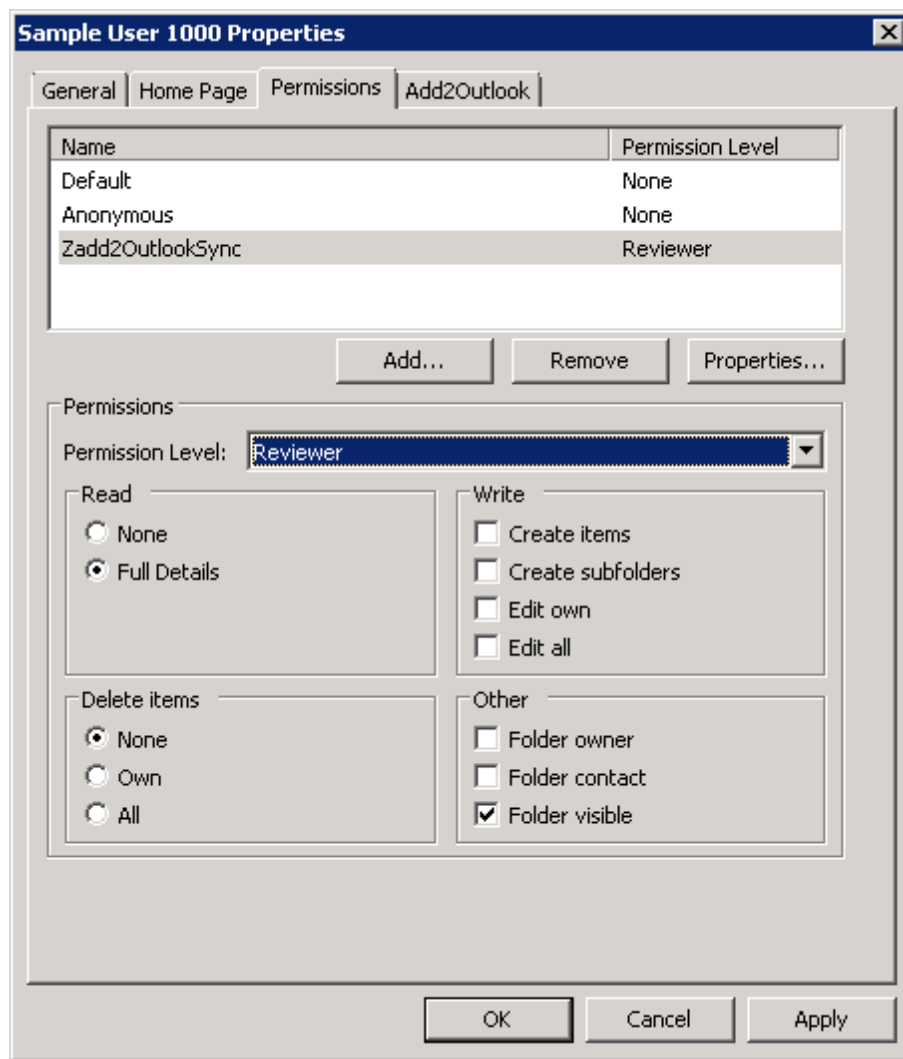 Sample User 1000 Properties
General Home Page Permissions Add2Outlook
Name Permission Level
Default None
Anonymous None
Zadd2OutlookSync Reviewer
Add... Remove Properties...
Permissions
Permission Level: Reviewer
Read Write
None Create items
Full Details Create subfolders
Edit own
Edit all
Delete items Other
None Folder owner
Own Folder contact
All Folder visible
OK Cancel Apply